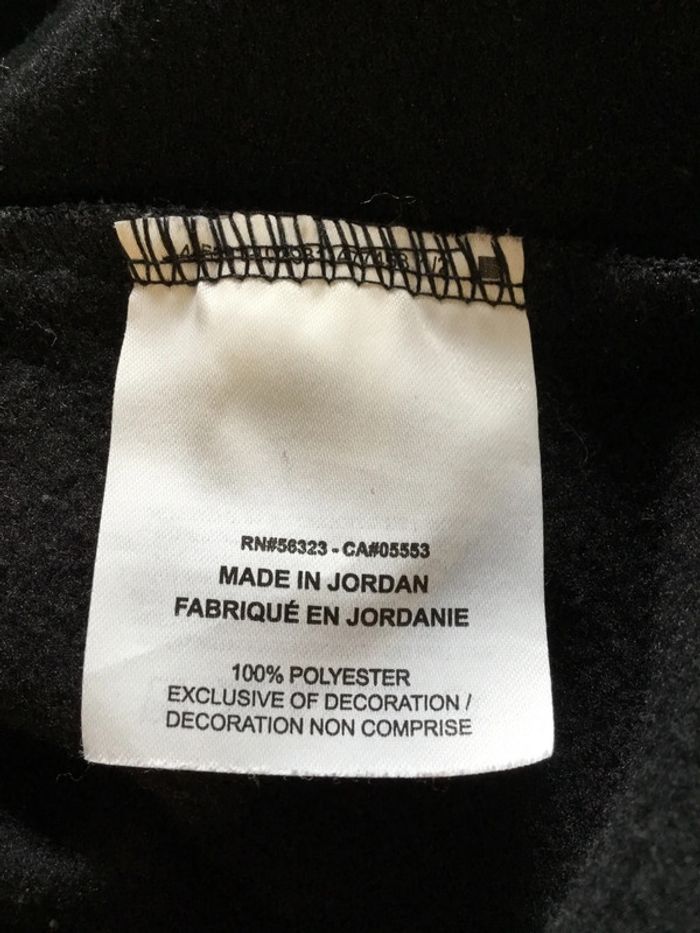 RN#56323 - CA#05553
MADE IN JORDAN
FABRIQUÉ EN JORDANIE
100% POLYESTER
EXCLUSIVE OF DECORATION /
DECORATION NON COMPRISE